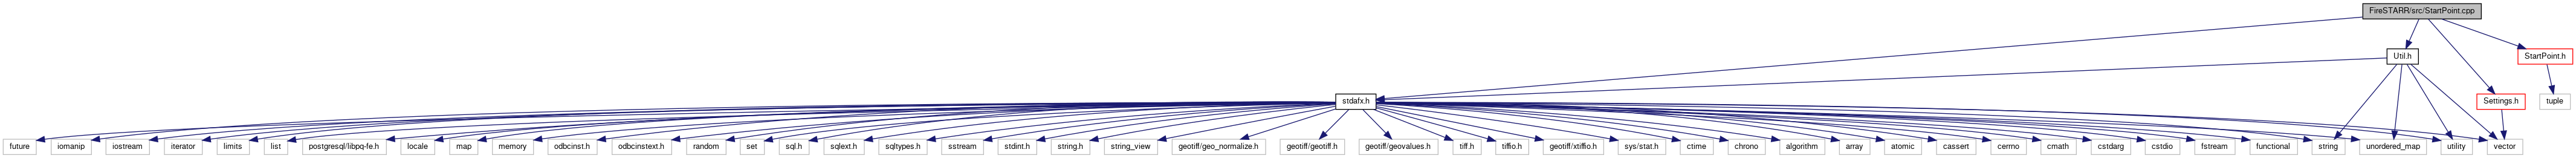 FireSTARR/src/StartPoint.cpp
Util.h
StartPoint.h
stdafx.h
Settings.h
tuple
future
iomanip
iostream
iterator
limits
list
postgresql/libpq-fe.h
locale
map
memory
odbcinst.h
odbcinstext.h
random
set
sql.h
sqlext.h
sqltypes.h
sstream
stdint.h
string.h
string_view
geotiff/geo_normalize.h
geotiff/geotiff.h
geotiff/geovalues.h
tiff.h
tiffio.h
geotiff/xtiffio.h
sys/stat.h
ctime
chrono
algorithm
array
atomic
cassert
cerrno
cmath
cstdarg
cstdio
fstream
functional
string
unordered_map
utility
vector